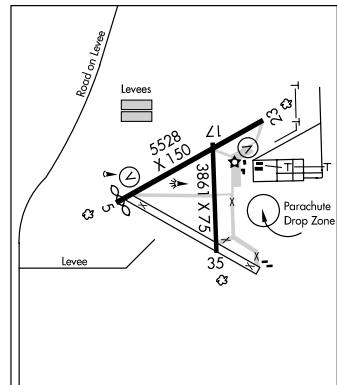 Road on Levee
Levees
23
17
5528
X 150
3861 X 75
5
35
Parachute
Drop Zone
Levee
V
V
T
T
T
T
X
X
X
X